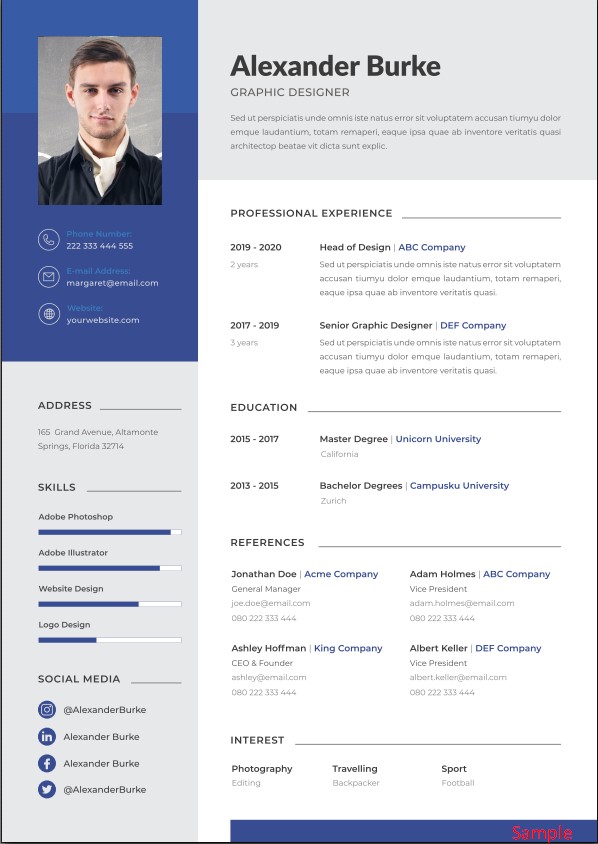 Alexander Burke
GRAPHIC DESIGNER
Sed ut perspiciatis unde omnis iste natus error sit voluptatem accusan tiumyu dolor
emque laudantium, totam remaperi, eaque ipsa quae ab inventore veritatis quasi
architectop beatae vit dicta sunt explic.
Phone Number:
222 333 444 555
E-mail Address:
margaret@email.com
Website:
yourwebsite.com
ADDRESS
165 Grand Avenue, Altamonte
Springs, Florida 32714
SKILLS
Adobe Photoshop
Adobe Illustrator
Website Design
Logo Design
SOCIAL MEDIA
@AlexanderBurke
Alexander Burke
Alexander Burke
@AlexanderBurke
PROFESSIONAL EXPERIENCE
2019 - 2020 Head of Design | ABC Company
2 years Sed ut perspiciatis unde omnis iste natus error sit voluptatem
accusan tiumyu dolor emque laudantium, totam remaperi,
eaque ipsa quae ab inventore veritatis quasi.
2017 - 2019 Senior Graphic Designer | DEF Company
3 years Sed ut perspiciatis unde omnis iste natus error sit voluptatem
accusan tiumyu dolor emque laudantium, totam remaperi,
eaque ipsa quae ab inventore veritatis quasi.
EDUCATION
2015 - 2017 Master Degree | Unicorn University
California
2013 - 2015 Bachelor Degrees | Campusku University
Zurich
REFERENCES
Jonathan Doe | Acme Company
General Manager
joe.doe@email.com
080 222 333 444
Adam Holmes | ABC Company
Vice President
adam.holmes@email.com
080 222 333 444
Ashley Hoffman | King Company
CEO & Founder
ashley@email.com
080 222 333 444
Albert Keller | DEF Company
Vice President
albert.keller@email.com
080 222 333 444
INTEREST
Photography Travelling Sport
Editing Backpacker Football
Sample